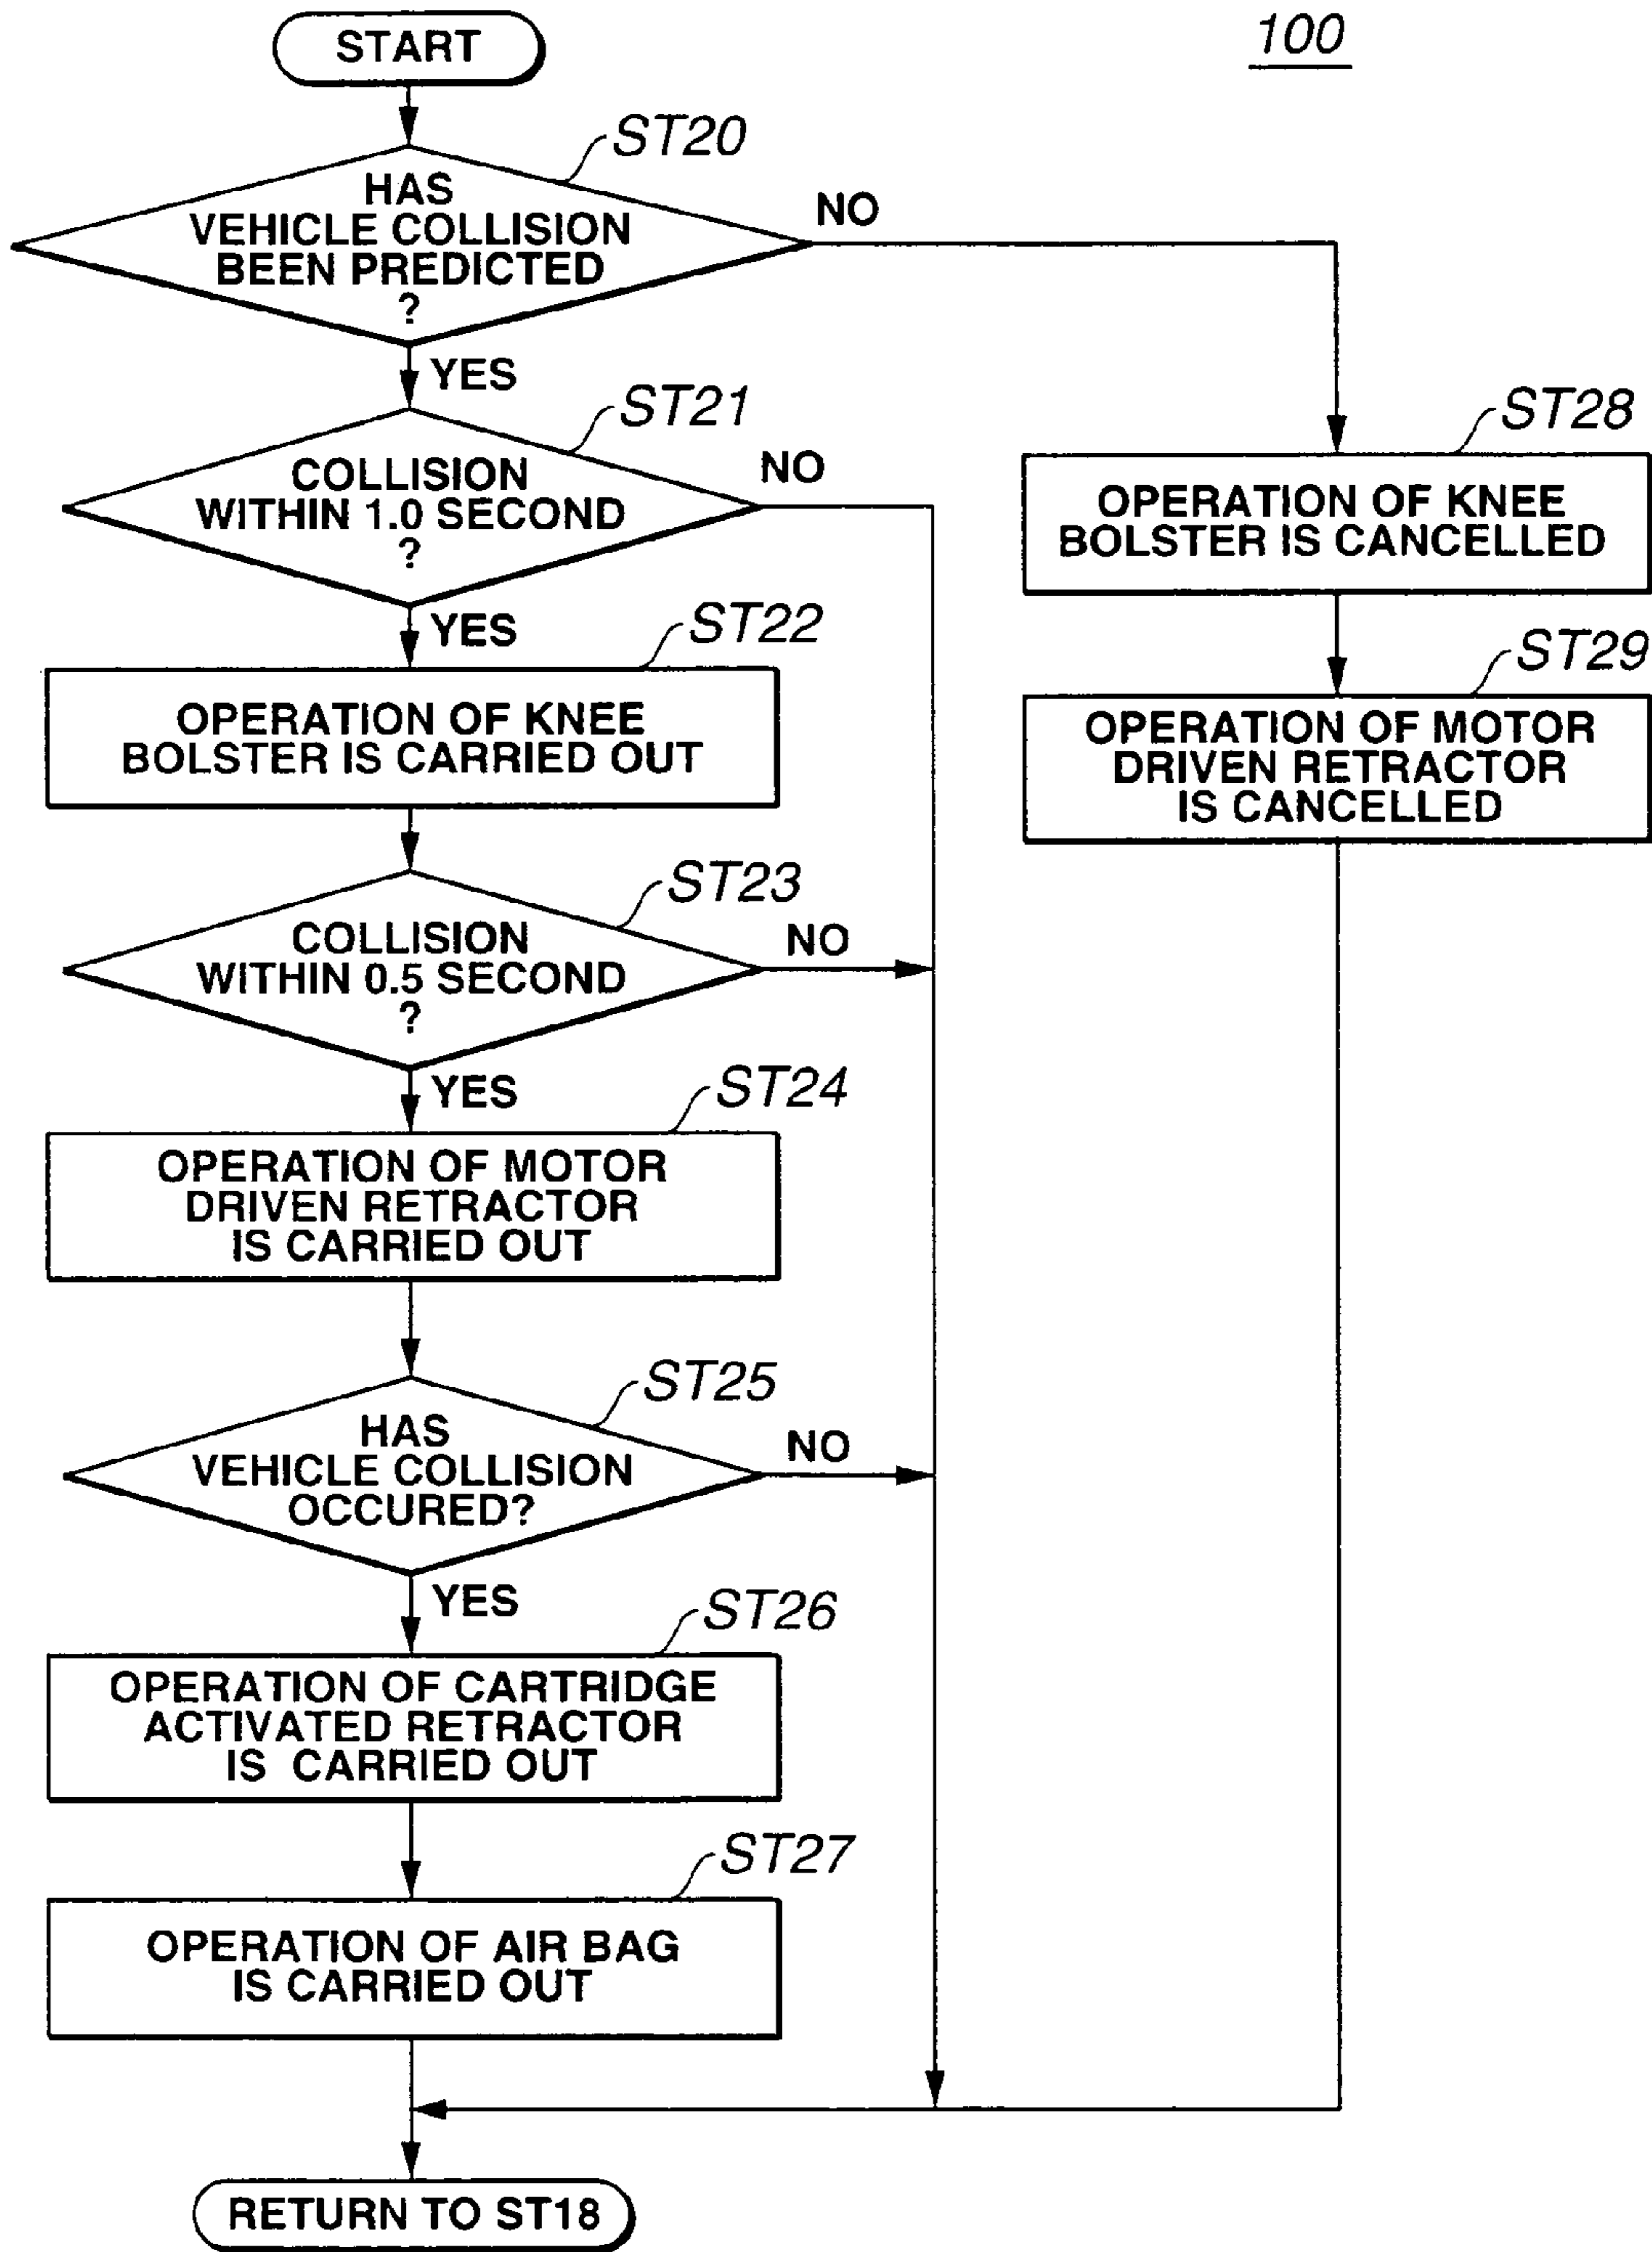 100
START
ST20
HAS
VEHICLE COLLISION
BEEN PREDICTED
?
NO
YES
ST21
COLLISION
WITHIN 1.0 SECOND
?
NO
YES
ST28
OPERATION OF KNEE
BOLSTER IS CANCELLED
ST22
OPERATION OF KNEE
BOLSTER IS CARRIED OUT
ST29
OPERATION OF MOTOR
DRIVEN RETRACTOR
IS CANCELLED
ST23
COLLISION
WITHIN 0.5 SECOND
?
NO
YES
ST24
OPERATION OF MOTOR
DRIVEN RETRACTOR
IS CARRIED OUT
ST25
HAS
VEHICLE COLLISION
OCCURED?
NO
YES
ST26
OPERATION OF CARTRIDGE
ACTIVATED RETRACTOR
IS CARRIED OUT
ST27
OPERATION OF AIR BAG
IS CARRIED OUT
RETURN TO ST18